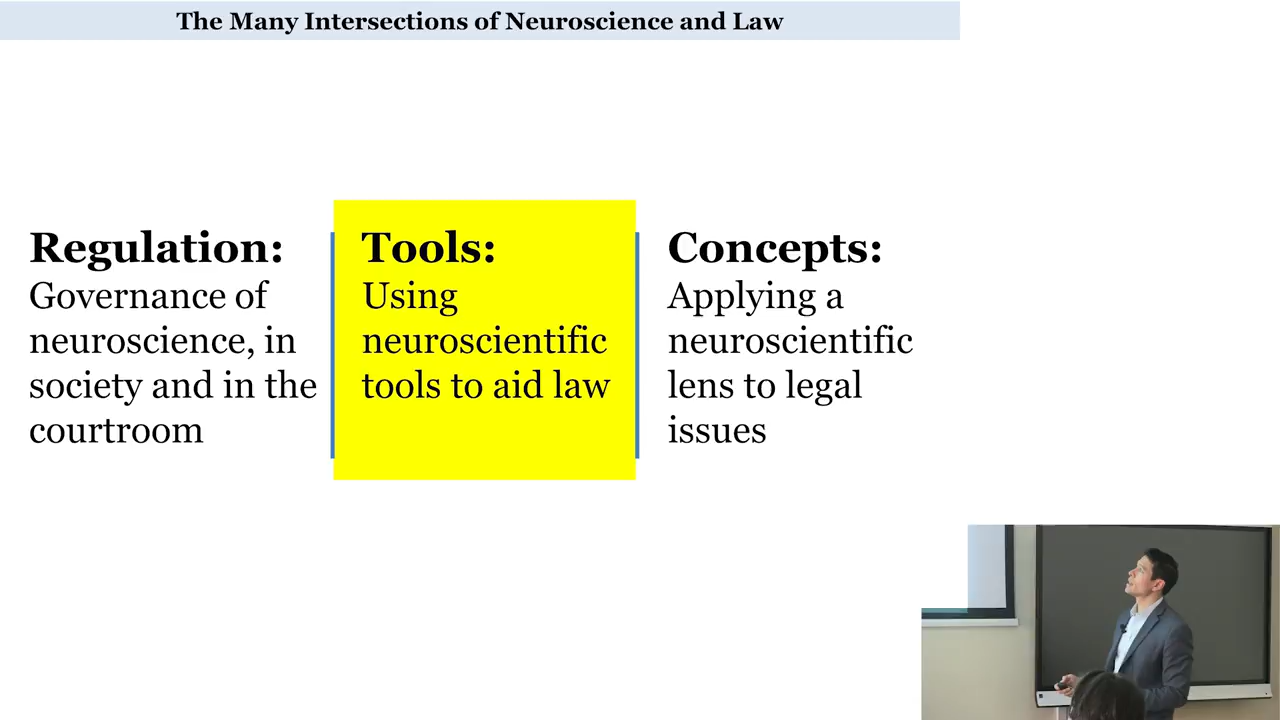 The Many Intersections of Neuroscience and Law
Regulation:
Governance of
neuroscience, in
society and in the
courtroom
Tools:
Using
neuroscientific
tools to aid law
Concepts:
Applying a
neuroscientific
lens to legal
issues